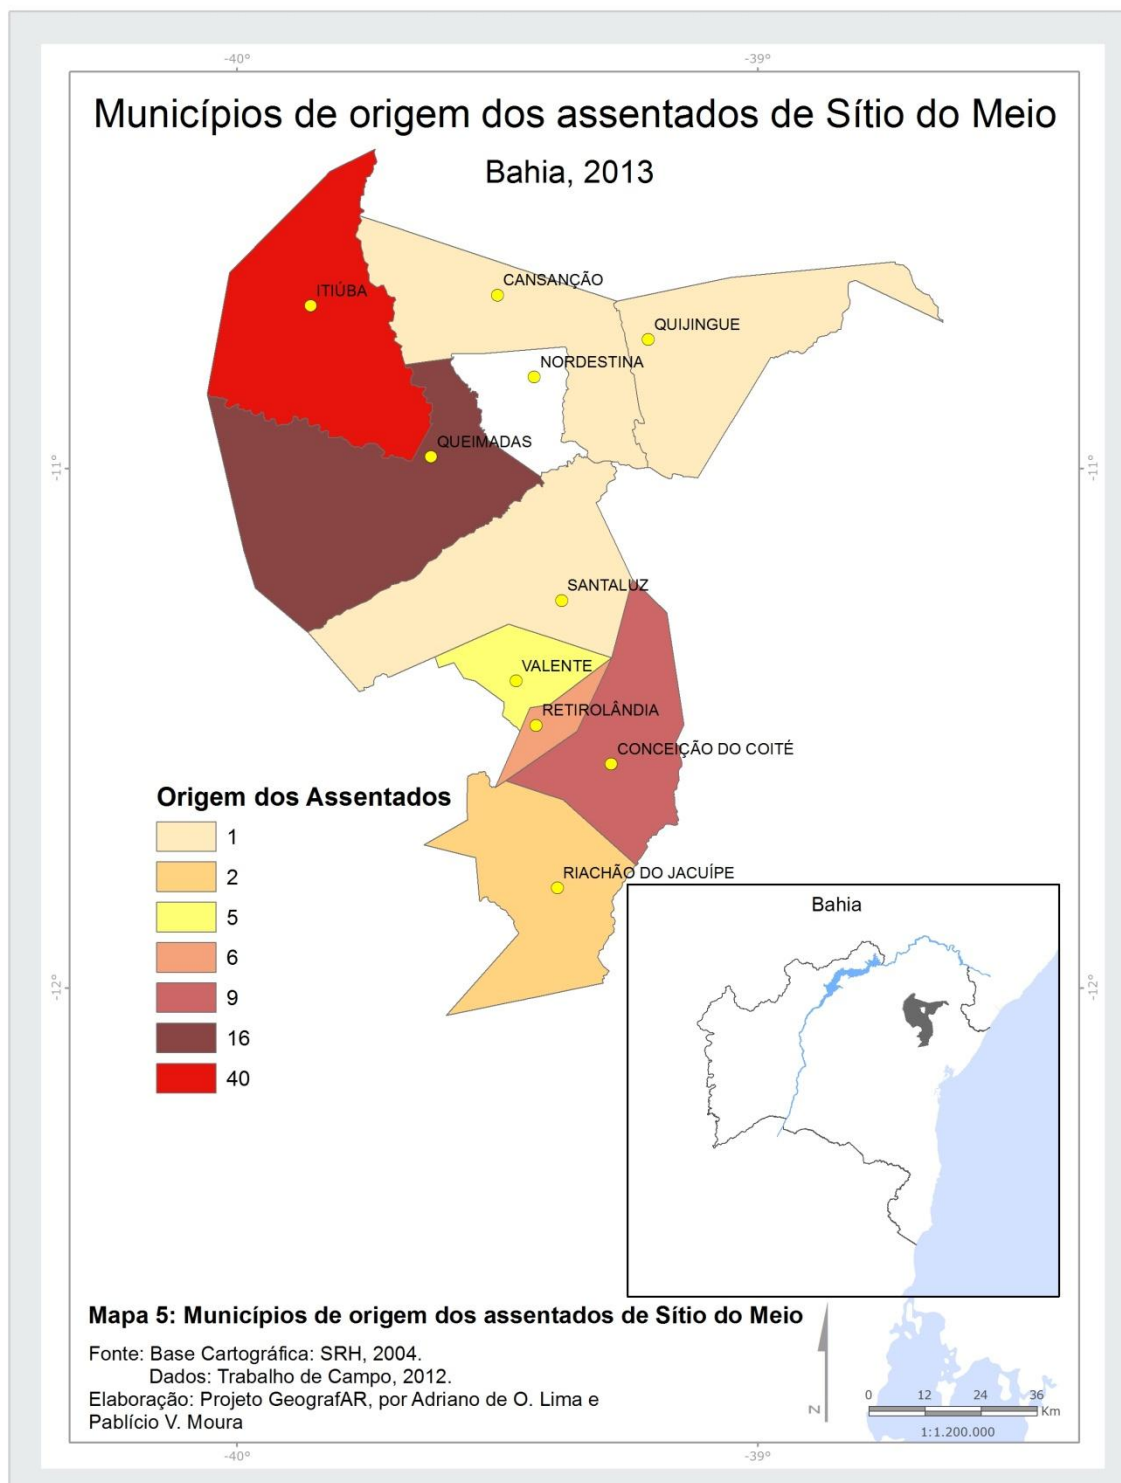 -40°
-39°
Municípios de origem dos assentados de Sítio do Meio
Bahia, 2013
CANSANÇÃO
ITIÚBA
QUIJINGUE
NORDESTINA
QUEIMADAS
-11°
-11°
SANTALUZ
VALENTE
RETIROLÂNDIA
CONCEIÇÃO DO COITÉ
Origem dos Assentados
1
2
5
6
9
16
40
RIACHÃO DO JACUÍPE
Bahia
-12°
-12°
Mapa 5: Municípios de origem dos assentados de Sítio do Meio
Fonte: Base Cartográfica: SRH, 2004.
Dados: Trabalho de Campo, 2012.
Elaboração: Projeto GeografAR, por Adriano de O. Lima e
Pablício V. Moura
N
0 12 24 36
Km
1:1.200.000
-40°
-39°